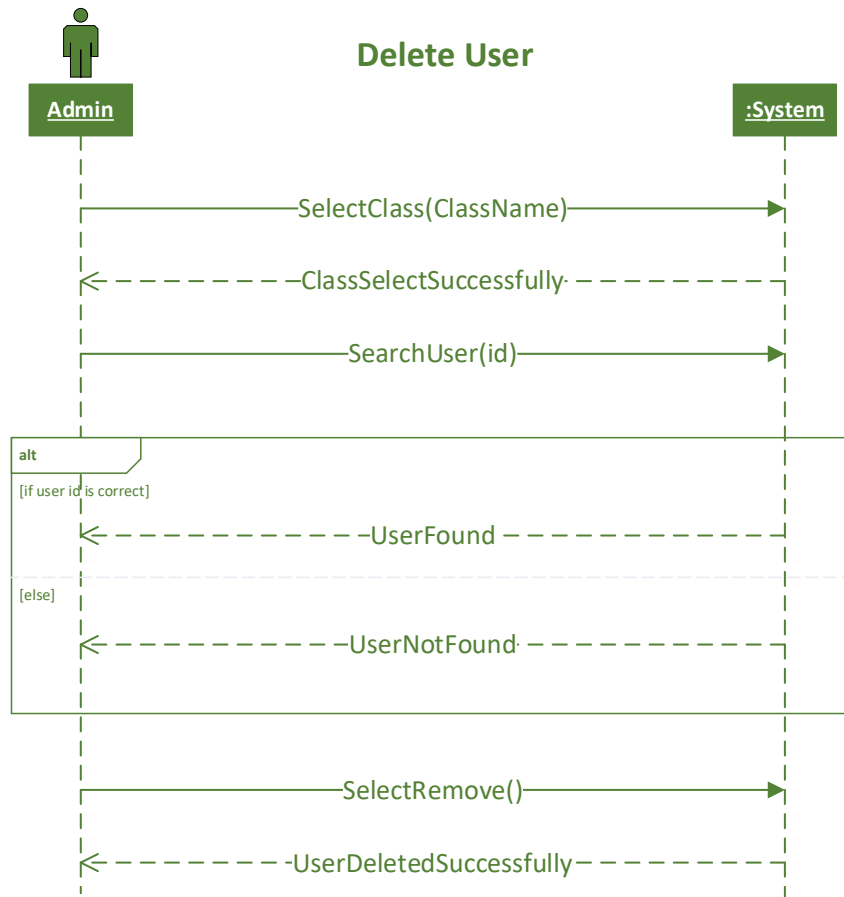 Delete User
Admin
:System
SelectClass(ClassName)
ClassSelectSuccessfully
SearchUser(id)
alt
[if user id is correct]
UserFound
[else]
UserNotFound
SelectRemove()
UserDeletedSuccessfully